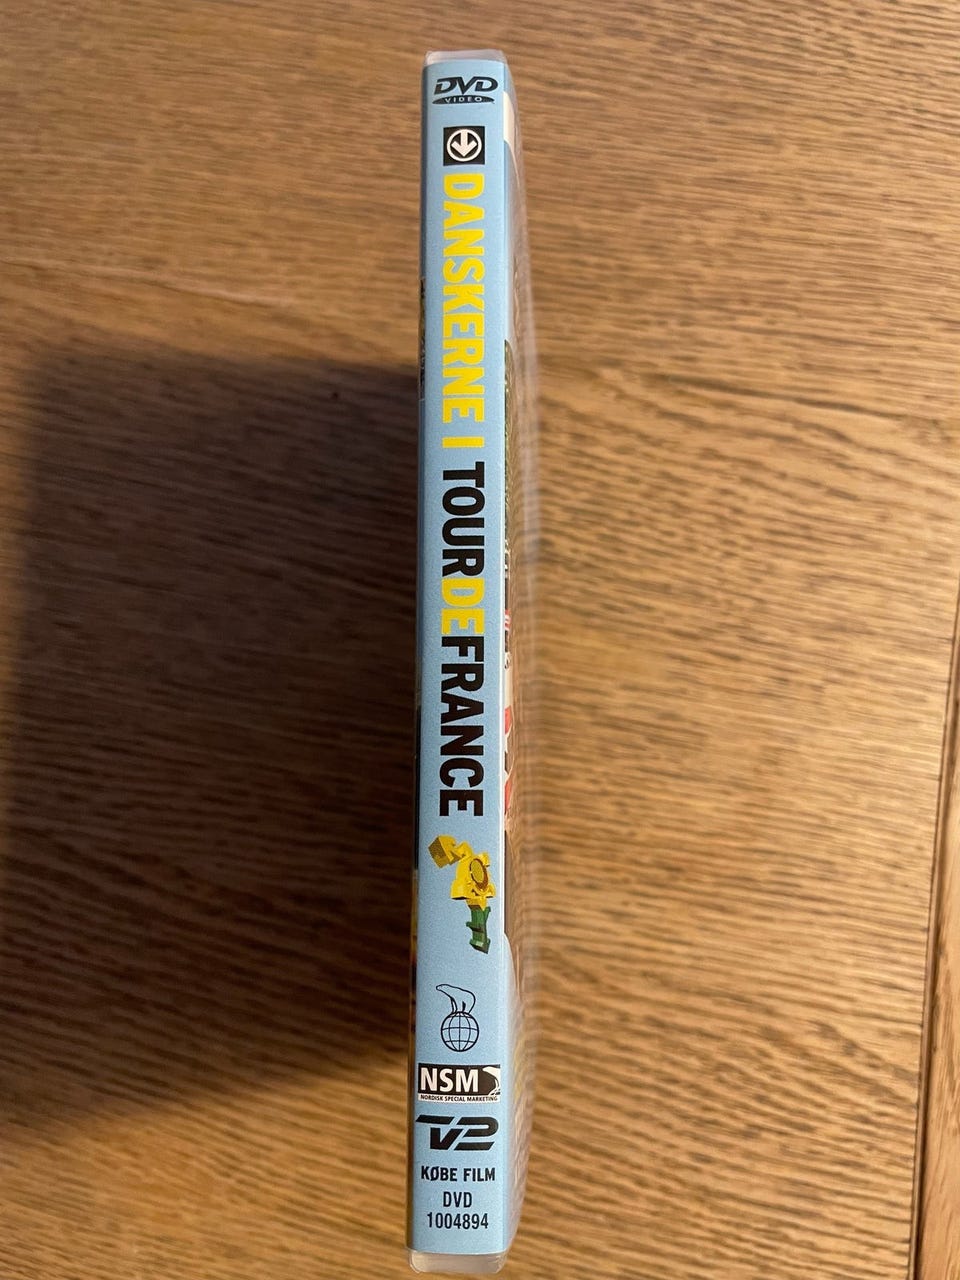 DVD
VIDEO
DANSKERNE I TOURDEFRANCE
NSM
NORDISK SPECIAL MARKETING
TV2
KØBE FILM
DVD
1004894